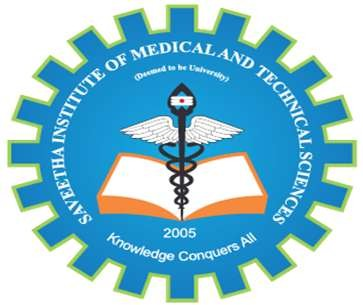 SAVEETHA INSTITUTE OF MEDICAL AND TECHNICAL SCIENCES
(Deemed to be University)
2005
Knowledge Conquers All